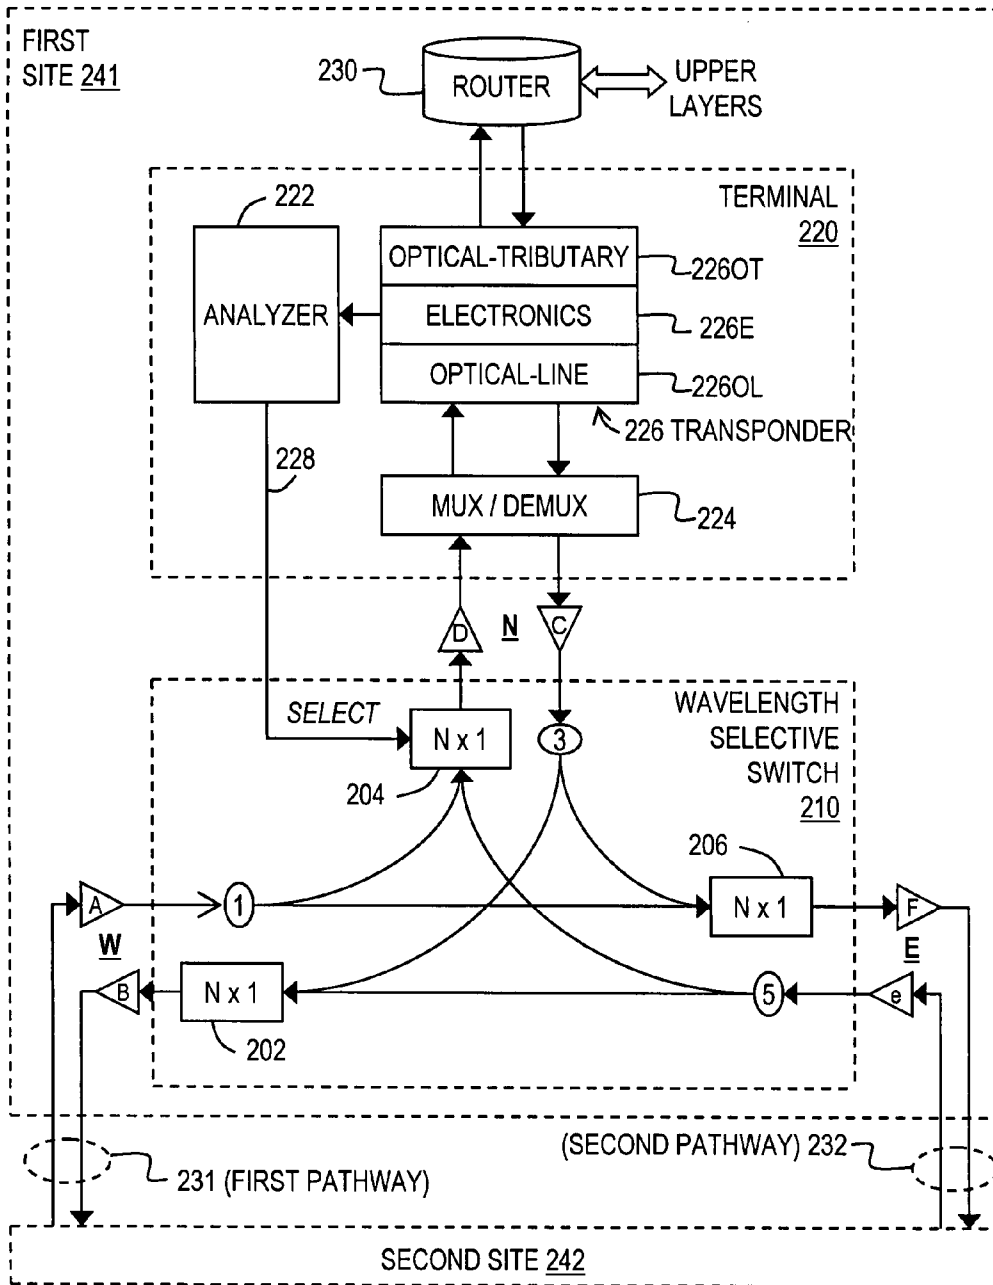 FIRST
SITE 241
230
ROUTER
UPPER
LAYERS
TERMINAL
220
222
ANALYZER
OPTICAL-TRIBUTARY
226OT
ELECTRONICS
226E
OPTICAL-LINE
226OL
226 TRANSPONDER
228
MUX / DEMUX
224
D
N
C
SELECT
N x 1
3
204
WAVELENGTH
SELECTIVE
SWITCH
210
206
A
1
N x 1
F
W
E
B
N x 1
5
e
202
(SECOND PATHWAY) 232
231 (FIRST PATHWAY)
SECOND SITE 242